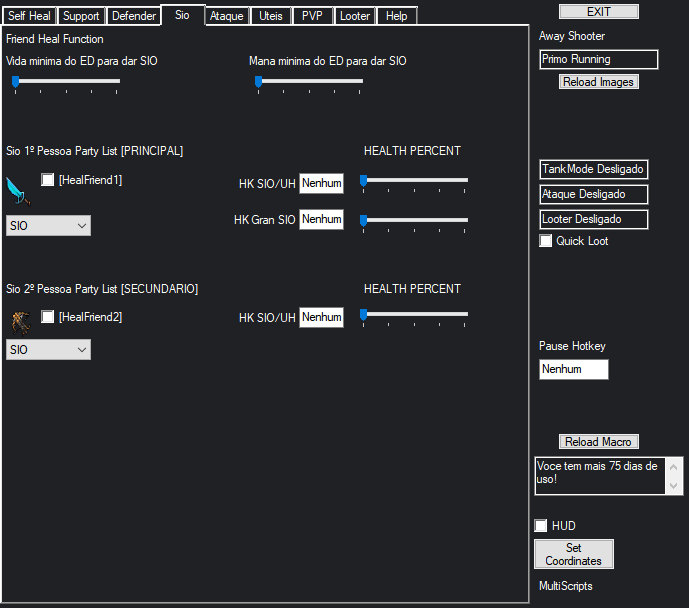 Self Heal Support Defender Sio Ataque Uteis PVP Looter Help
Friend Heal Function
Vida minima do ED para dar SIO
Mana minima do ED para dar SIO
Sio 1º Pessoa Party List [PRINCIPAL]
HEALTH PERCENT
[HealFriend1]
HK SIO/UH Nenhum
SIO
HK Gran SIO Nenhum
Sio 2º Pessoa Party List [SECUNDARIO]
HEALTH PERCENT
[HealFriend2]
HK SIO/UH Nenhum
SIO
EXIT
Away Shooter
Primo Running
Reload Images
TankMode Desligado
Ataque Desligado
Looter Desligado
Quick Loot
Pause Hotkey
Nenhum
Reload Macro
Voce tem mais 75 dias de
uso!
HUD
Set
Coordinates
MultiScripts